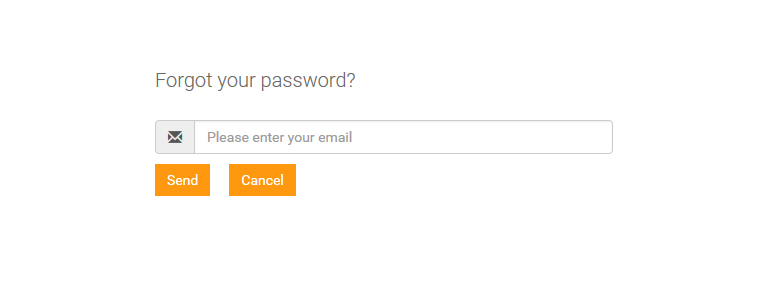 Forgot your password?
Please enter your email
Send Cancel